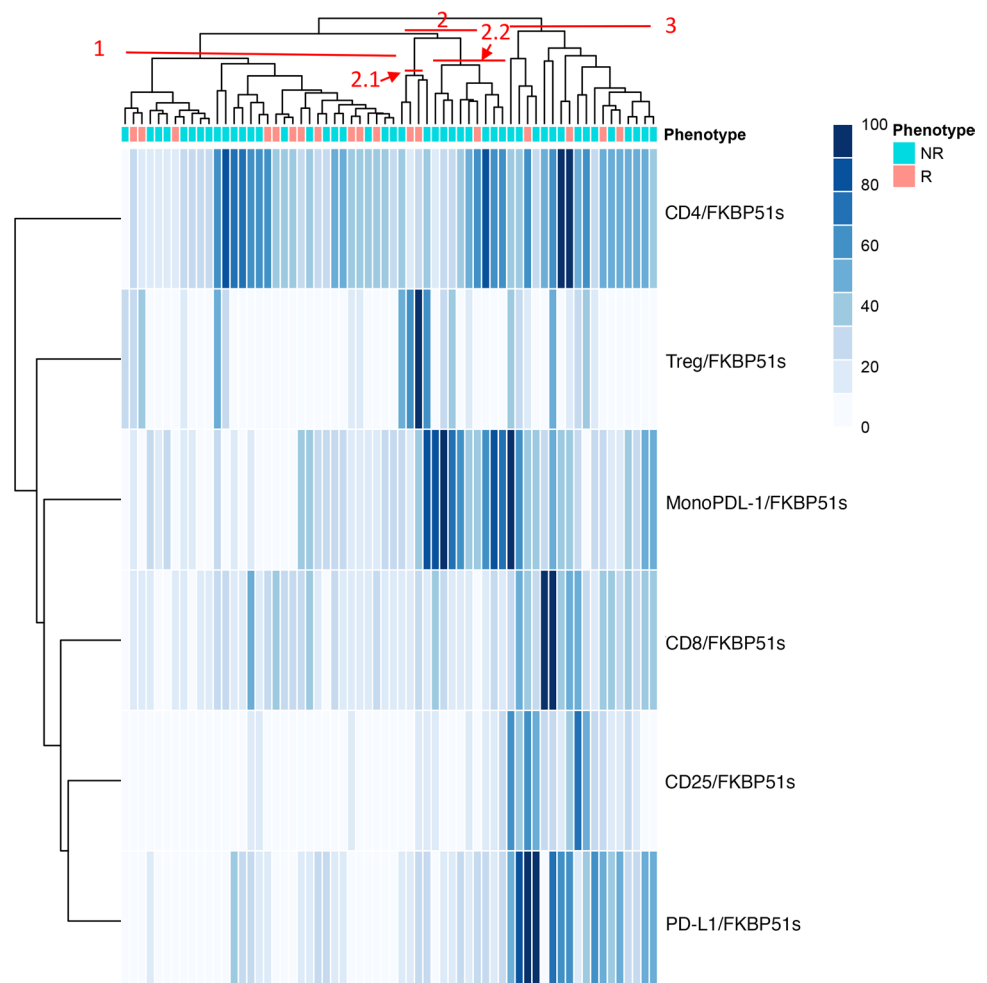 2
1
2.2
3
2.1
Phenotype
100
80
60
40
20
0
Phenotype
NR
R
CD4/FKBP51s
Treg/FKBP51s
MonoPDL-1/FKBP51s
CD8/FKBP51s
CD25/FKBP51s
PD-L1/FKBP51s